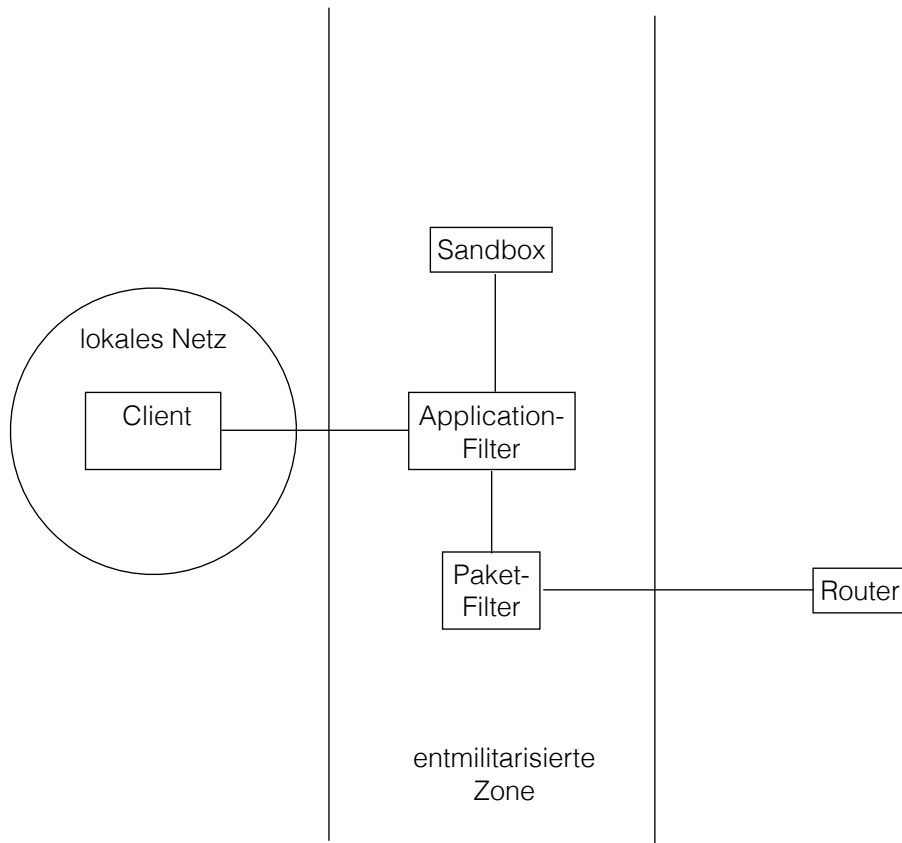 Sandbox
lokales Netz
Client
Application-
Filter
Paket-
Filter
Router
entmilitarisierte
Zone